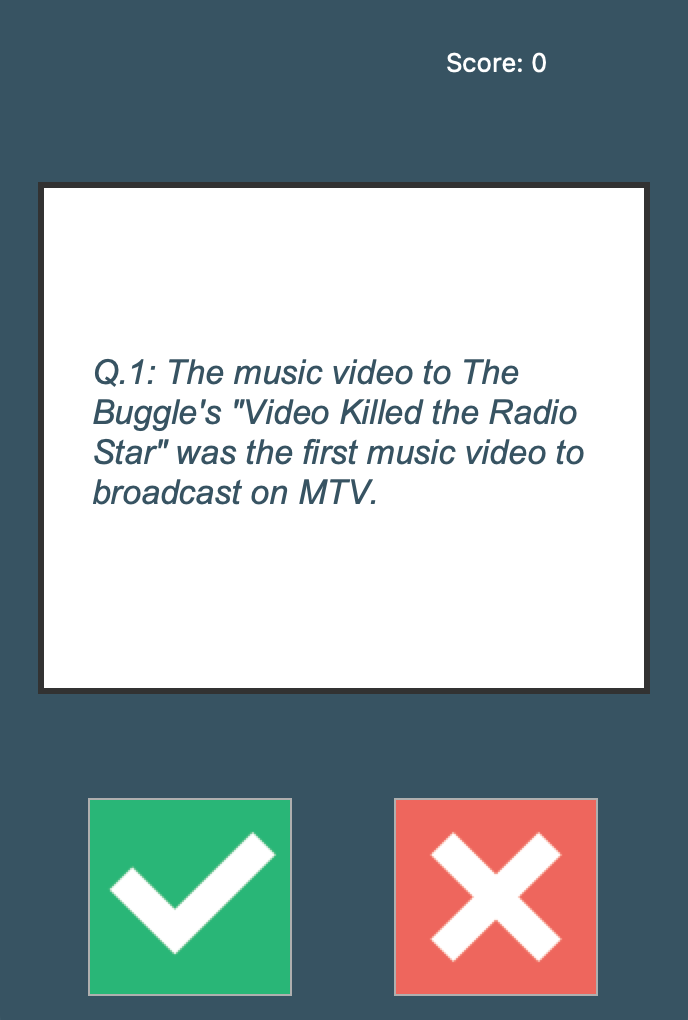 Score: 0
Q.1: The music video to The
Buggle's "Video Killed the Radio
Star" was the first music video to
broadcast on MTV.